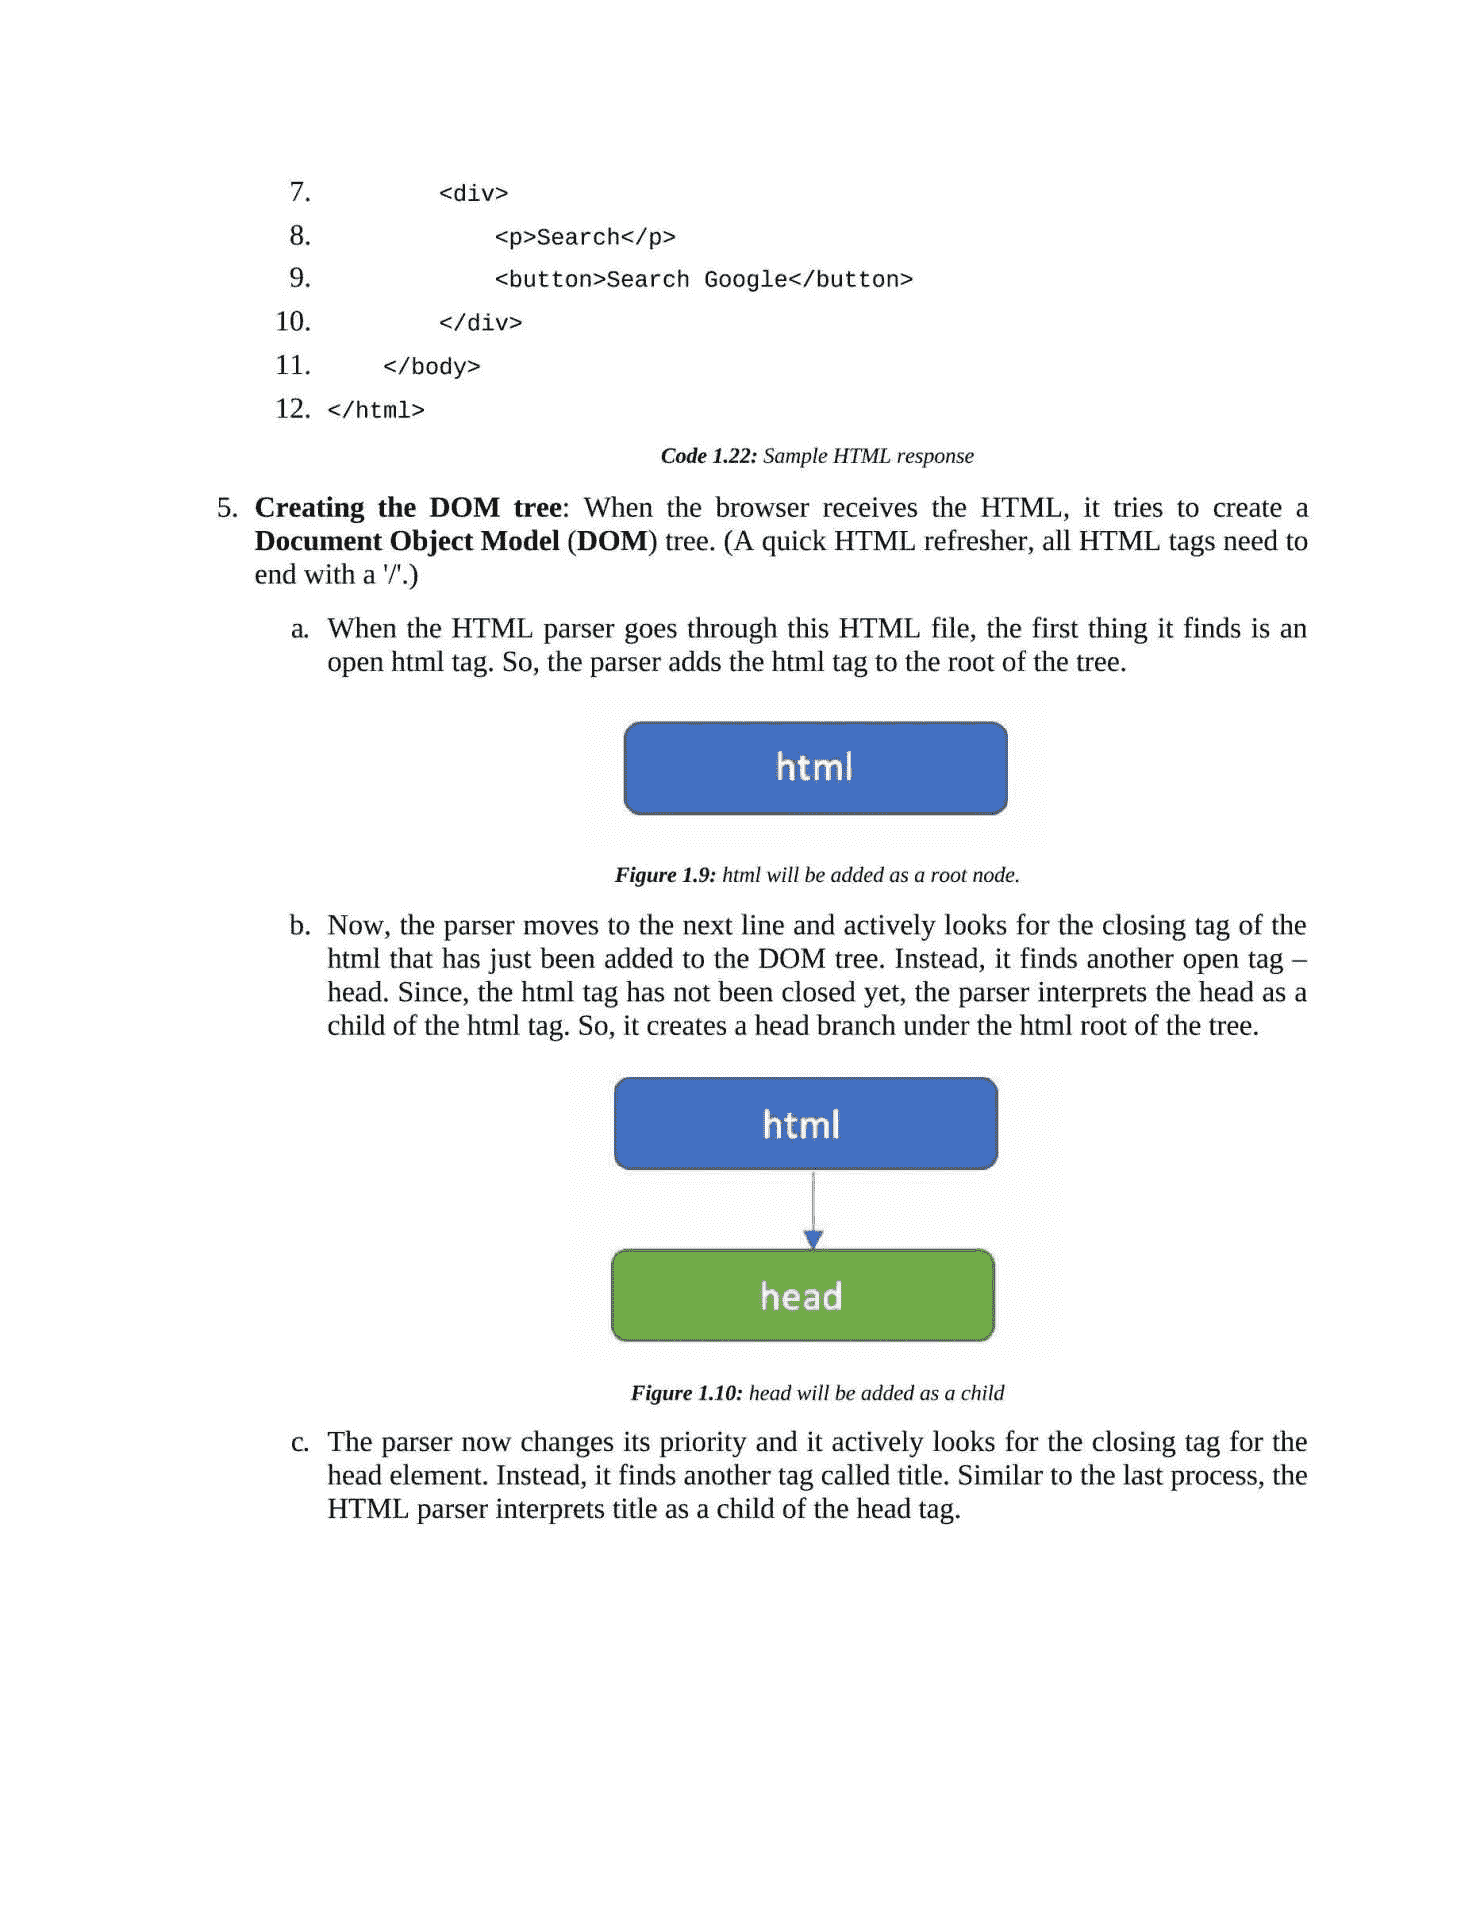 7. <div>
8. <p>Search</p>
9. <button>Search Google</button>
10. </div>
11. </body>
12. </html>
Code 1.22: Sample HTML response
5. Creating the DOM tree: When the browser receives the HTML, it tries to create a
Document Object Model (DOM) tree. (A quick HTML refresher, all HTML tags need to
end with a '/'.)
a. When the HTML parser goes through this HTML file, the first thing it finds is an
open html tag. So, the parser adds the html tag to the root of the tree.
html
Figure 1.9: html will be added as a root node.
b. Now, the parser moves to the next line and actively looks for the closing tag of the
html that has just been added to the DOM tree. Instead, it finds another open tag –
head. Since, the html tag has not been closed yet, the parser interprets the head as a
child of the html tag. So, it creates a head branch under the html root of the tree.
html
head
Figure 1.10: head will be added as a child
c. The parser now changes its priority and it actively looks for the closing tag for the
head element. Instead, it finds another tag called title. Similar to the last process, the
HTML parser interprets title as a child of the head tag.